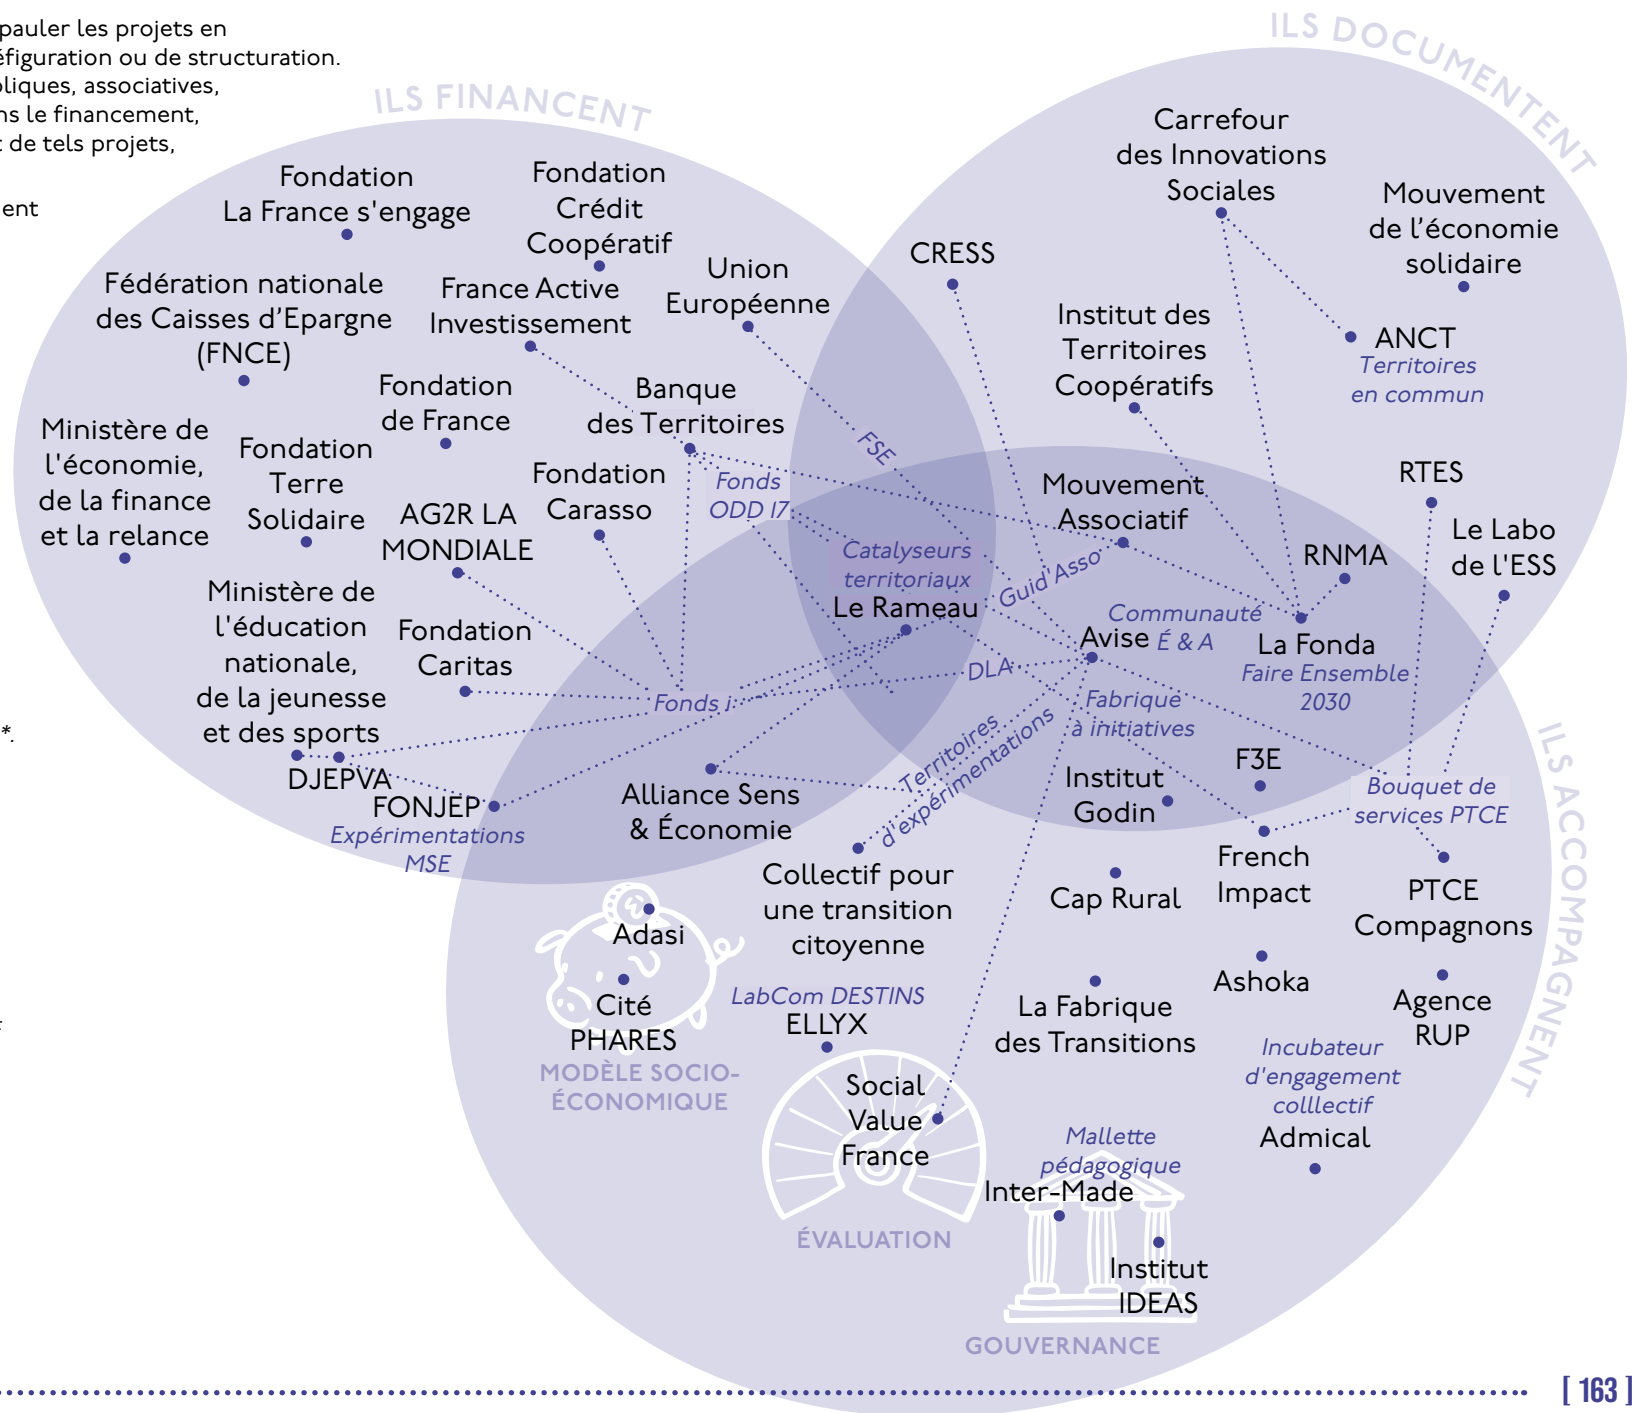 pauler les projets en
éfiguration ou de structuration.
bliques, associatives,
ns le financement,
t de tels projets,
ent
*.
ILS FINANCENT
ILS DOCUMENTENT
ILS ACCOMPAGNENT
Fondation
La France s'engage
Fondation
Crédit
Coopératif
Fédération nationale
des Caisses d’Epargne
(FNCE)
France Active
Investissement
Union
Européenne
Fondation
de France
Banque
des Territoires
Ministère de
l'économie,
de la finance
et la relance
Fondation
Terre
Solidaire
AG2R LA
MONDIALE
Fondation
Carasso
Fonds
ODD 17
Ministère de
l'éducation
nationale,
de la jeunesse
et des sports
Fondation
Caritas
Fonds i
DJEPVA
FONJEP
Expérimentations
MSE
Alliance Sens
& Économie
CRESS
Carrefour
des Innovations
Sociales
Mouvement
de l’économie
solidaire
Institut des
Territoires
Coopératifs
ANCT
Territoires
en commun
FSE
Mouvement
Associatif
RTES
Le Labo
de l'ESS
RNMA
Catalyseurs
territoriaux
Le Rameau
Guid'Asso
Communauté
É & A
Avise
La Fonda
Faire Ensemble
2030
DLA
Fabrique
à initiatives
Territoires
d'expérimentations
Institut
Godin
F3E
Bouquet de
services PTCE
French
Impact
Collectif pour
une transition
citoyenne
Cap Rural
PTCE
Compagnons
Adasi
Cité
PHARES
MODÈLE SOCIO-
ÉCONOMIQUE
LabCom DESTINS
ELLYX
La Fabrique
des Transitions
Ashoka
Agence
RUP
Social
Value
France
ÉVALUATION
Incubateur
d'engagement
colllectif
Admical
Mallette
pédagogique
Inter-Made
Institut
IDEAS
GOUVERNANCE
[ 163 ]